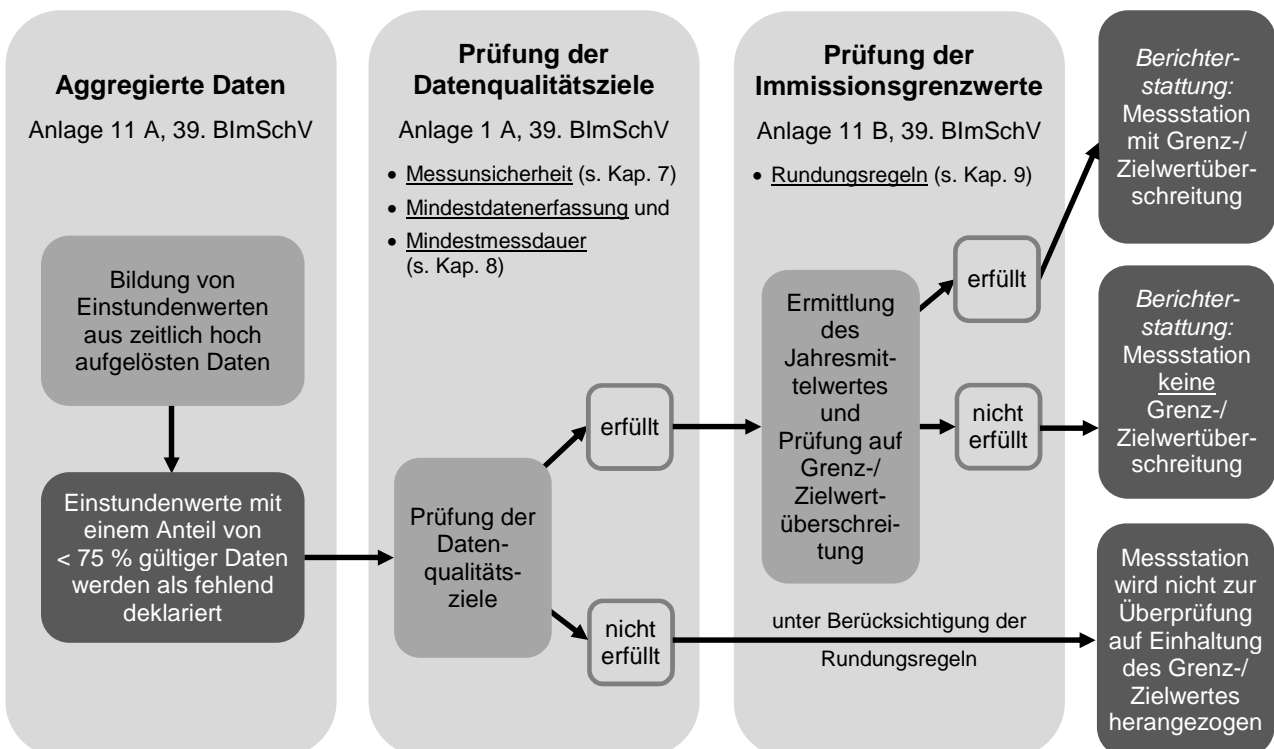 Aggregierte Daten
Anlage 11 A, 39. BImSchV
Bildung von
Einstundenwerten
aus zeitlich hoch
aufgelösten Daten
Einstundenwerte mit
einem Anteil von
< 75 % gültiger Daten
werden als fehlend
deklariert
Prüfung der
Datenqualitätsziele
Anlage 1 A, 39. BImSchV
• Messunsicherheit (s. Kap. 7)
• Mindestdatenerfassung und
• Mindestmessdauer
(s. Kap. 8)
Prüfung der
Daten-
qualitäts-
ziele
erfüllt
nicht
erfüllt
Prüfung der
Immissionsgrenzwerte
Anlage 11 B, 39. BImSchV
• Rundungsregeln (s. Kap. 9)
Ermittlung
des
Jahresmit-
telwertes
und
Prüfung auf
Grenz-/
Zielwert-
überschrei-
tung
erfüllt
nicht
erfüllt
unter Berücksichtigung der
Rundungsregeln
Berichter-
stattung:
Messstation
mit Grenz-/
Zielwertüber-
schreitung
Berichter-
stattung:
Messstation
keine
Grenz-/
Zielwertüber-
schreitung
Messstation
wird nicht zur
Überprüfung
auf Einhaltung
des Grenz-/
Zielwertes
herangezogen